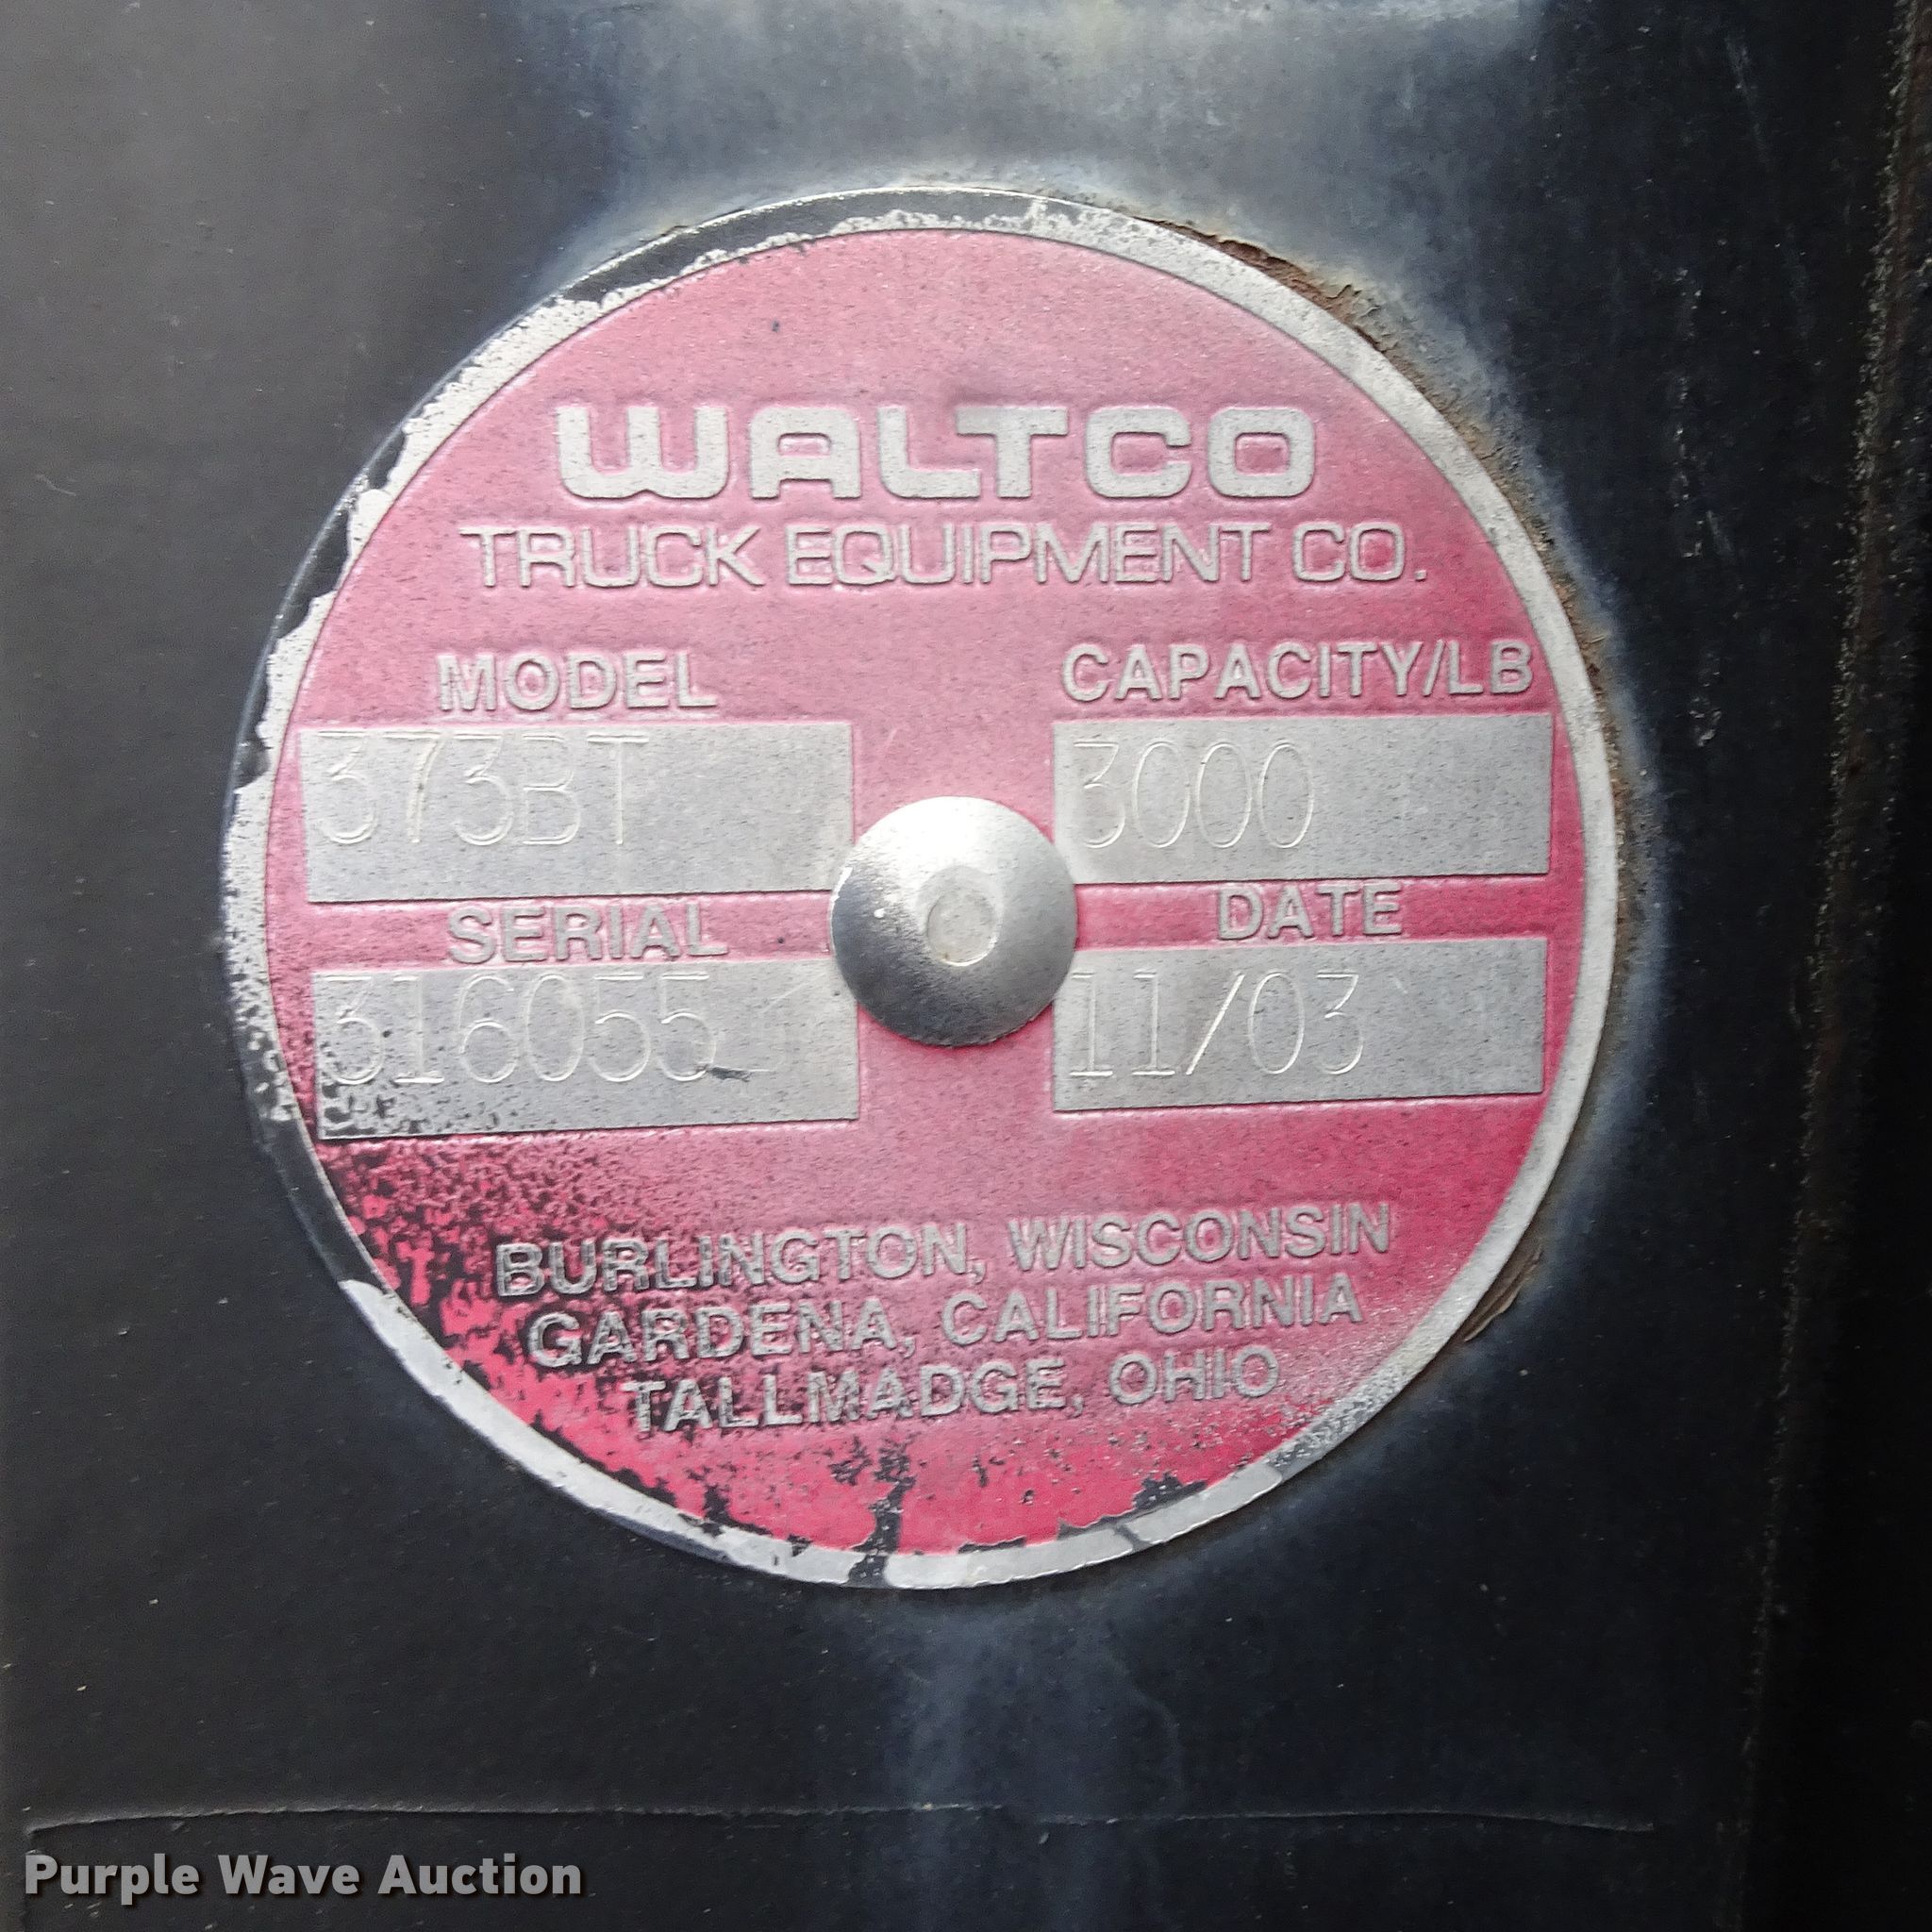 WALTCO
TRUCK EQUIPMENT CO.
MODEL CAPACITY/LB
373BT 3000
SERIAL DATE
316055 11/03
BURLINGTON, WISCONSIN
GARDENA, CALIFORNIA
TALLMADGE, OHIO
Purple Wave Auction